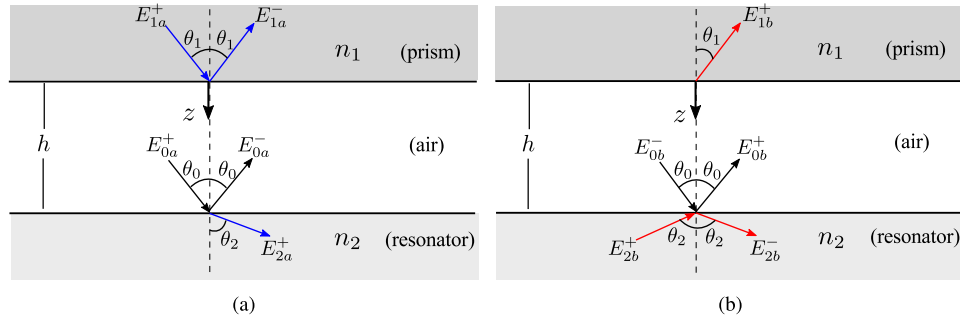 E_{1a}^+ E_{1a}^-
θ_1 θ_1
n_1 (prism)
z
h
(air)
E_{0a}^+ E_{0a}^-
θ_0 θ_0
n_2 (resonator)
θ_2
E_{2a}^+
(a)
E_{1b}^+
θ_1
n_1 (prism)
z
h
(air)
E_{0b}^- E_{0b}^+
θ_0 θ_0
n_2 (resonator)
E_{2b}^+ θ_2 θ_2 E_{2b}^-
(b)